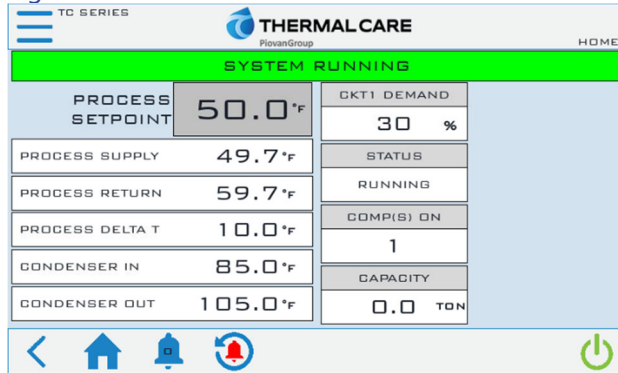 TC SERIES
THERMALCARE
PiovanGroup
HOME
SYSTEM RUNNING
PROCESS
SETPOINT
50.0°F
PROCESS SUPPLY 49.7°F
PROCESS RETURN 59.7°F
PROCESS DELTA T 10.0°F
CONDENSER IN 85.0°F
CONDENSER OUT 105.0°F
CKT1 DEMAND
30 %
STATUS
RUNNING
COMP(S) ON
1
CAPACITY
0.0 TON
0